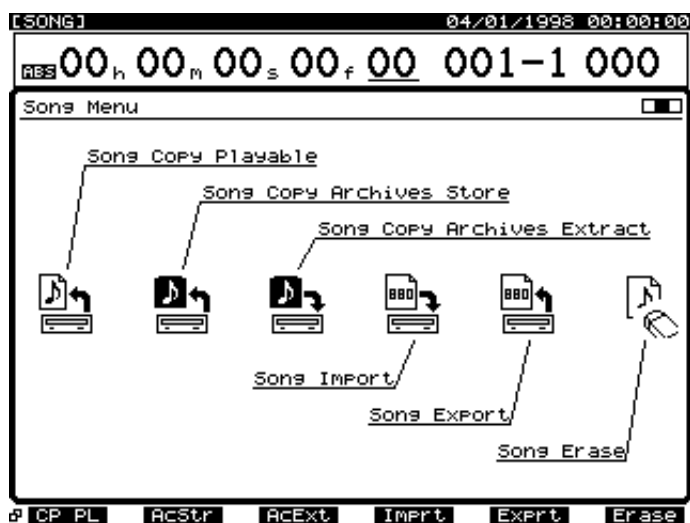 [SONG] 04/01/1998 00:00:00
ABS 00h 00m 00s 00f 00 001-1 000
Song Menu
Song Copy Playable
Song Copy Archives Store
Song Copy Archives Extract
880 880
Song Import
Song Export
Song Erase
CP PL AcStr AcExt Imprt Exprt Erase